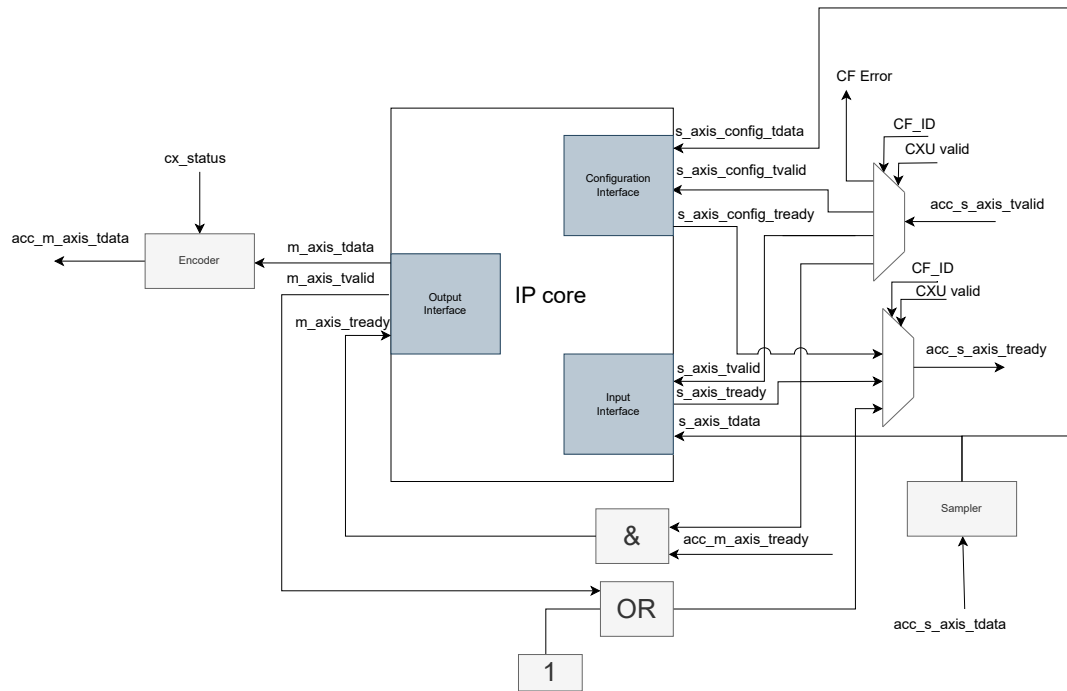 CF Error
CF_ID
s_axis_config_tdata
CXU valid
cx_status
s_axis_config_tvalid
Configuration
Interface
acc_s_axis_tvalid
s_axis_config_tready
acc_m_axis_tdata
m_axis_tdata
Encoder
CF_ID
m_axis_tvalid
CXU valid
Output
Interface
IP core
m_axis_tready
acc_s_axis_tready
s_axis_tvalid
s_axis_tready
Input
Interface
s_axis_tdata
Sampler
&
acc_m_axis_tready
OR
acc_s_axis_tdata
1